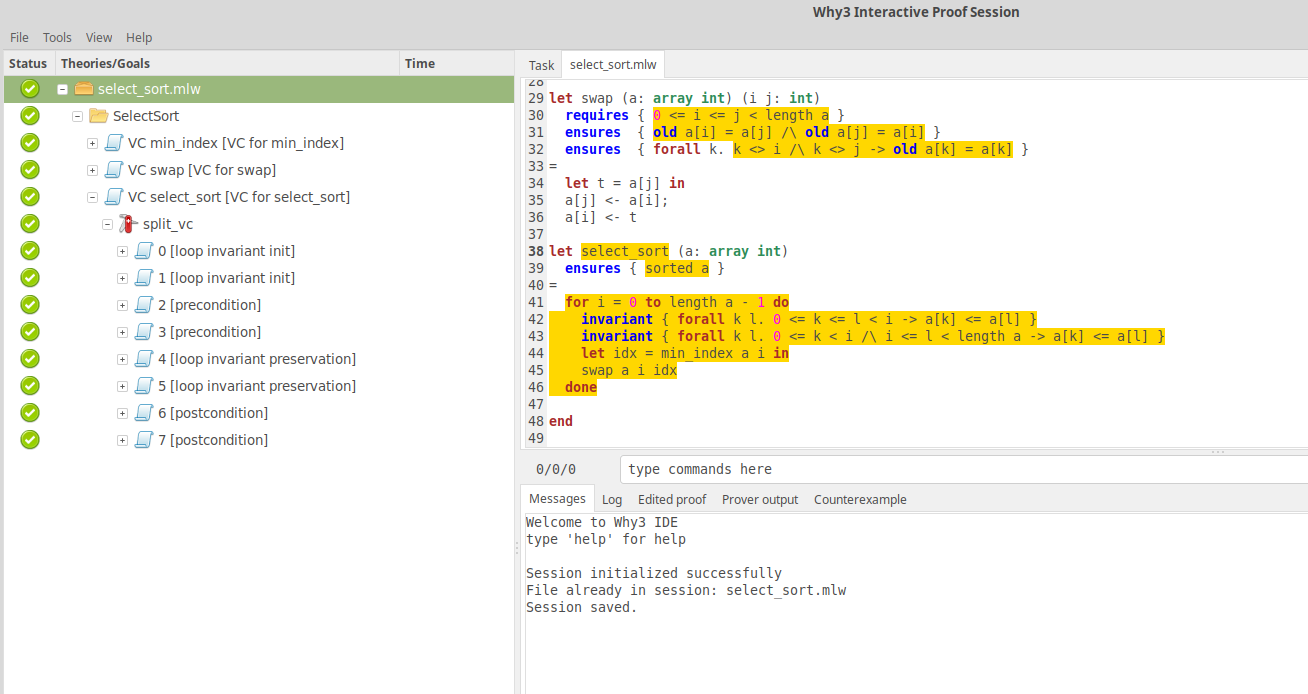 Why3 Interactive Proof Session
File Tools View Help
Status Theories/Goals Time
select_sort.mlw
SelectSort
VC min_index [VC for min_index]
VC swap [VC for swap]
VC select_sort [VC for select_sort]
split_vc
0 [loop invariant init]
1 [loop invariant init]
2 [precondition]
3 [precondition]
4 [loop invariant preservation]
5 [loop invariant preservation]
6 [postcondition]
7 [postcondition]
Task select_sort.mlw
28
29 let swap (a: array int) (i j: int)
30   requires { 0 <= i <= j < length a }
31   ensures  { old a[i] = a[j] /\ old a[j] = a[i] }
32   ensures  { forall k. k <> i /\ k <> j -> old a[k] = a[k] }
33 =
34   let t = a[j] in
35   a[j] <- a[i];
36   a[i] <- t
37
38 let select_sort (a: array int)
39   ensures { sorted a }
40 =
41   for i = 0 to length a - 1 do
42     invariant { forall k l. 0 <= k <= l < i -> a[k] <= a[l] }
43     invariant { forall k l. 0 <= k < i /\ i <= l < length a -> a[k] <= a[l] }
44     let idx = min_index a i in
45     swap a i idx
46   done
47
48 end
49
0/0/0 type commands here
Messages Log Edited proof Prover output Counterexample
Welcome to Why3 IDE
type 'help' for help
Session initialized successfully
File already in session: select_sort.mlw
Session saved.